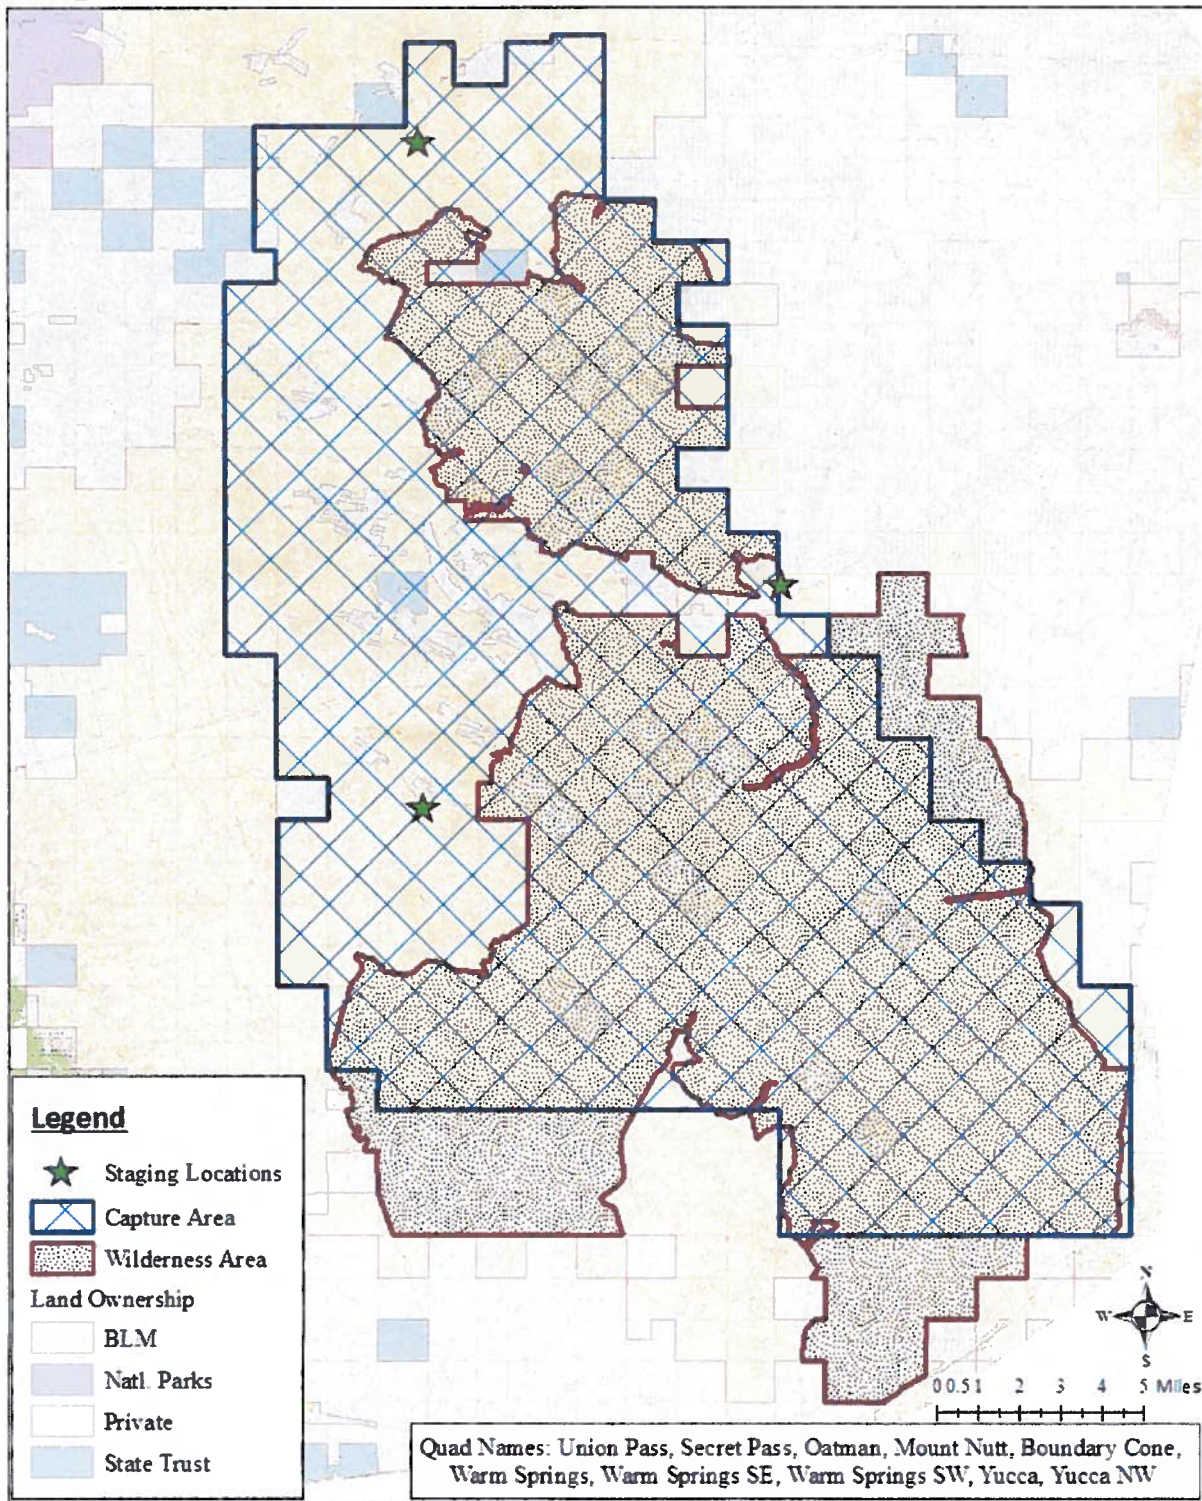 Legend
Staging Locations
Capture Area
Wilderness Area
Land Ownership
BLM
Natl. Parks
Private
State Trust
N
W E
S
0 0.5 1 2 3 4 5 Miles
Quad Names: Union Pass, Secret Pass, Oatman, Mount Nutt, Boundary Cone,
Warm Springs, Warm Springs SE, Warm Springs SW, Yucca, Yucca NW